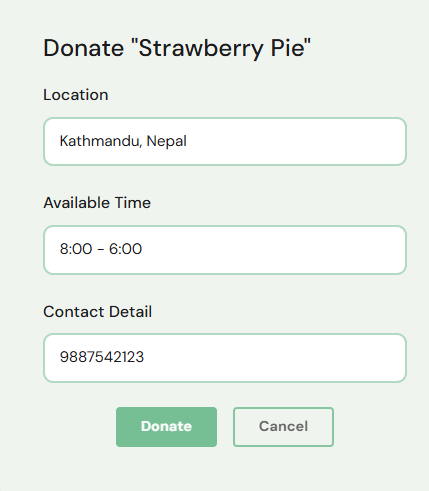 Donate "Strawberry Pie"
Location
Kathmandu, Nepal
Available Time
8:00 - 6:00
Contact Detail
9887542123
Donate Cancel